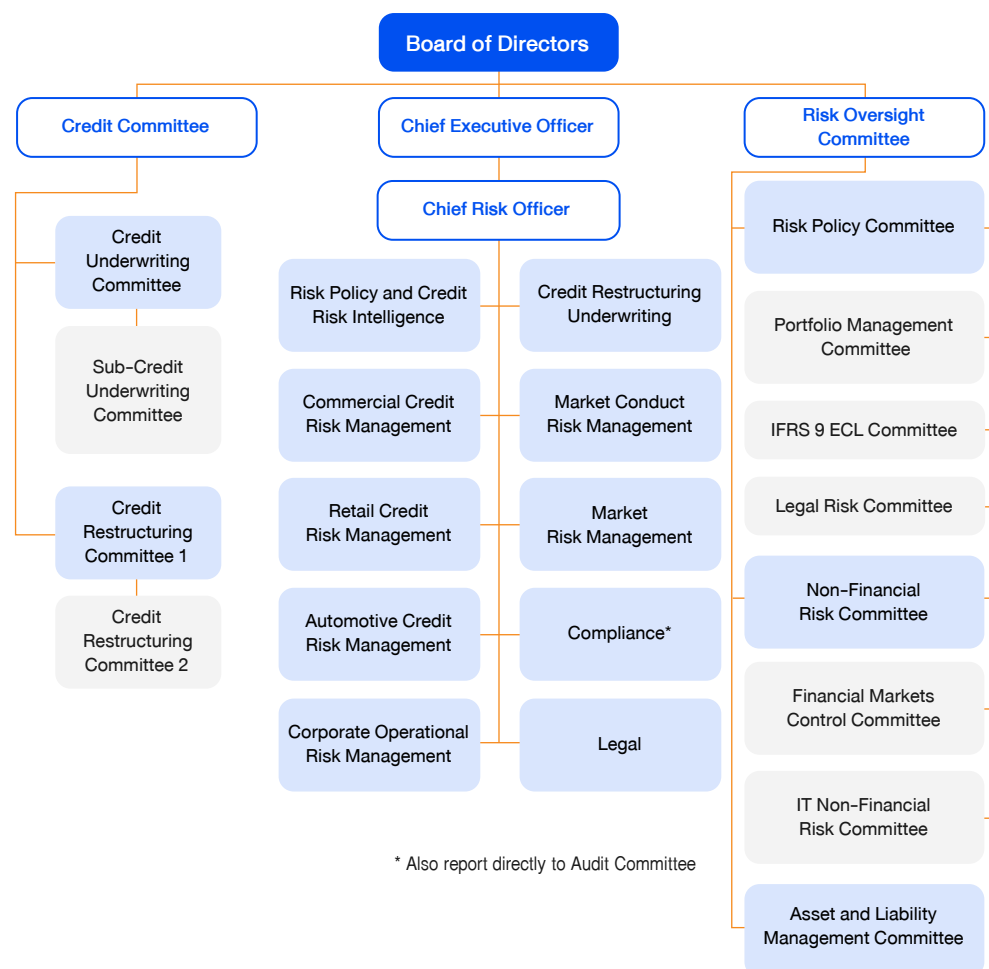 Board of Directors
Credit Committee
Chief Executive Officer
Risk Oversight
Committee
Chief Risk Officer
Credit
Underwriting
Committee
Sub-Credit
Underwriting
Committee
Credit
Restructuring
Committee 1
Credit
Restructuring
Committee 2
Risk Policy and Credit
Risk Intelligence
Credit Restructuring
Underwriting
Commercial Credit
Risk Management
Market Conduct
Risk Management
Retail Credit
Risk Management
Market
Risk Management
Automotive Credit
Risk Management
Compliance*
Corporate Operational
Risk Management
Legal
* Also report directly to Audit Committee
Risk Policy Committee
Portfolio Management
Committee
IFRS 9 ECL Committee
Legal Risk Committee
Non-Financial
Risk Committee
Financial Markets
Control Committee
IT Non-Financial
Risk Committee
Asset and Liability
Management Committee